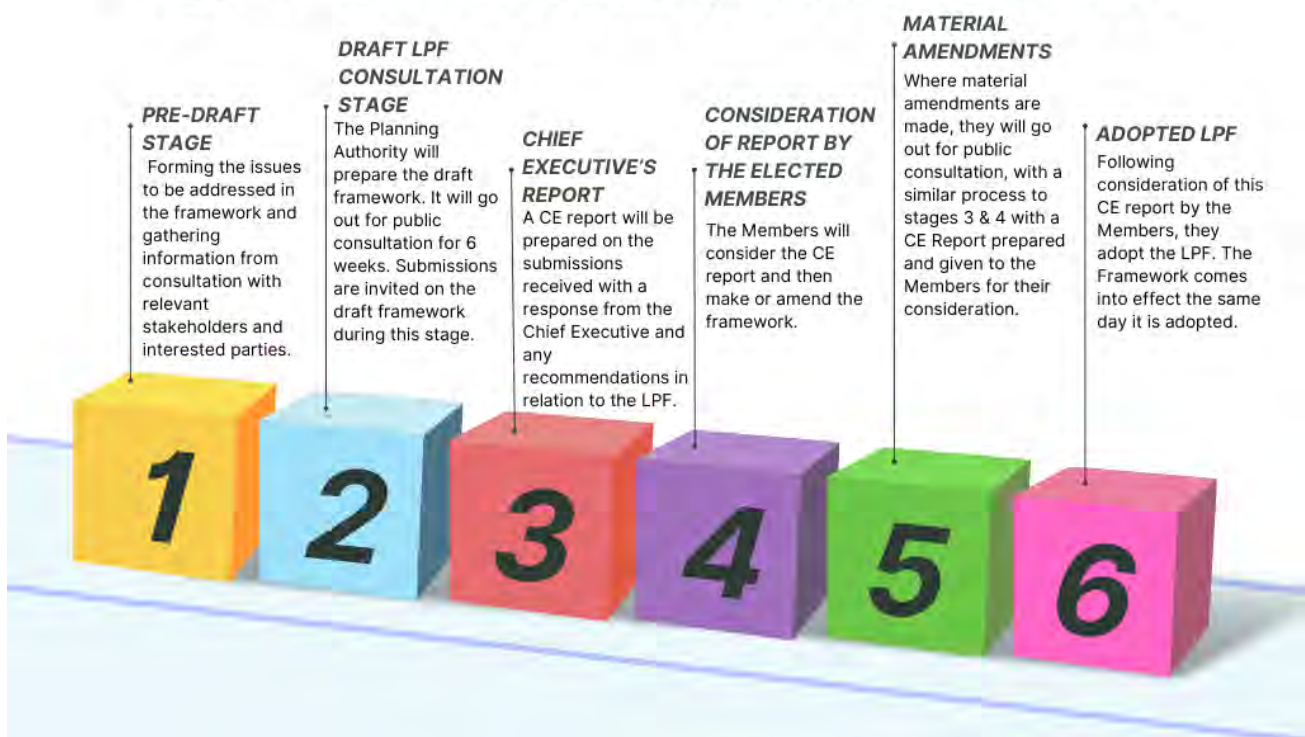 PRE-DRAFT
STAGE
Forming the issues
to be addressed in
the framework and
gathering
information from
consultation with
relevant
stakeholders and
interested parties.
DRAFT LPF
CONSULTATION
STAGE
The Planning
Authority will
prepare the draft
framework. It will go
out for public
consultation for 6
weeks. Submissions
are invited on the
draft framework
during this stage.
CHIEF
EXECUTIVE'S
REPORT
A CE report will be
prepared on the
submissions
received with a
response from the
Chief Executive and
any
recommendations in
relation to the LPF.
CONSIDERATION
OF REPORT BY
THE ELECTED
MEMBERS
The Members will
consider the CE
report and then
make or amend the
framework.
MATERIAL
AMENDMENTS
Where material
amendments are
made, they will go
out for public
consultation, with a
similar process to
stages 3 & 4 with a
CE Report prepared
and given to the
Members for their
consideration.
ADOPTED LPF
Following
consideration of this
CE report by the
Members, they
adopt the LPF. The
Framework comes
into effect the same
day it is adopted.
1
2
3
4
5
6